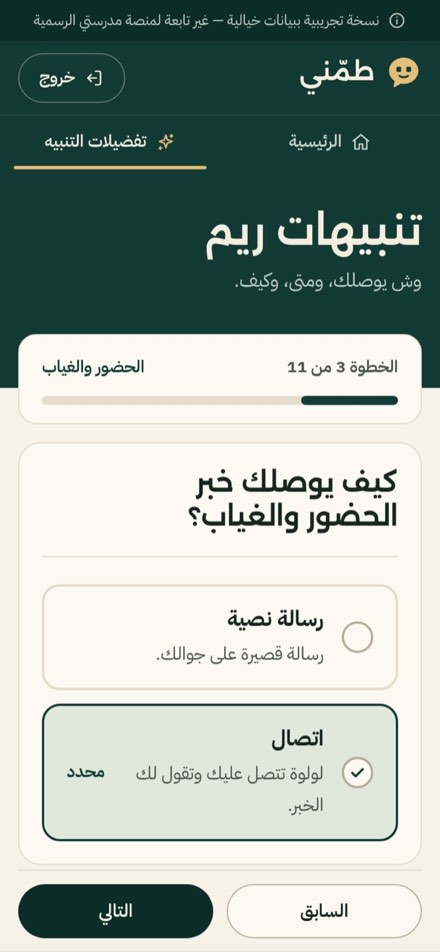 نسخة تجريبية ببيانات خيالية — غير تابعة لمنصة مدرستي الرسمية
طمّني
خروج
الرئيسية
تفضيلات التنبيه
تنبيهات ريم
وش يوصلك، ومتى، وكيف.
الخطوة 3 من 11
الحضور والغياب
كيف يوصلك خبر
الحضور والغياب؟
رسالة نصية
رسالة قصيرة على جوالك.
اتصال
لولوة تتصل عليك وتقول لك
الخبر.
محدد
السابق
التالي